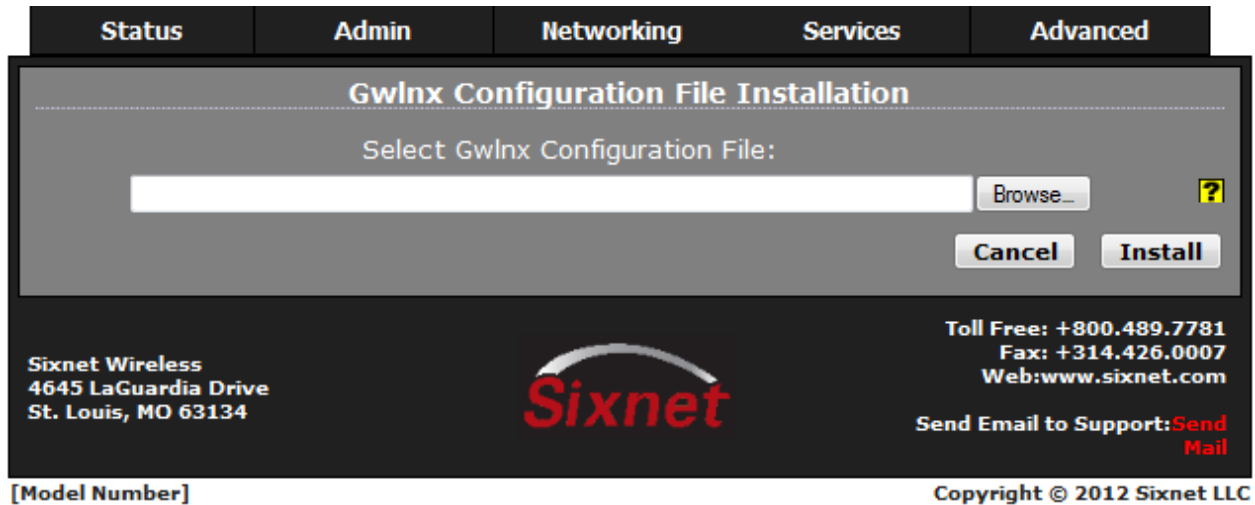 Status Admin Networking Services Advanced
Gwlnx Configuration File Installation
Select Gwlnx Configuration File:
Browse...
?
Cancel Install
Sixnet Wireless
4645 LaGuardia Drive
St. Louis, MO 63134
Sixnet
Toll Free: +800.489.7781
Fax: +314.426.0007
Web:www.sixnet.com
Send Email to Support:Send
Mail
[Model Number]
Copyright © 2012 Sixnet LLC